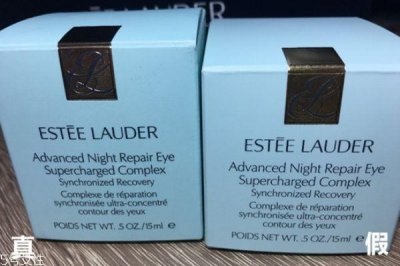 ESTĒE LAUDER
Advanced Night Repair Eye
Supercharged Complex
Synchronized Recovery
Complexe de réparation
synchronisée ultra-concentré
contour des yeux
POIDS NET WT. .5 OZ./15ml ℮
真
ESTĒE LAUDER
Advanced Night Repair Eye
Supercharged Complex
Synchronized Recovery
Complexe de réparation
synchronisée ultra-concentré
contour des yeux
POIDS NET WT. .5 OZ./15ml ℮
假